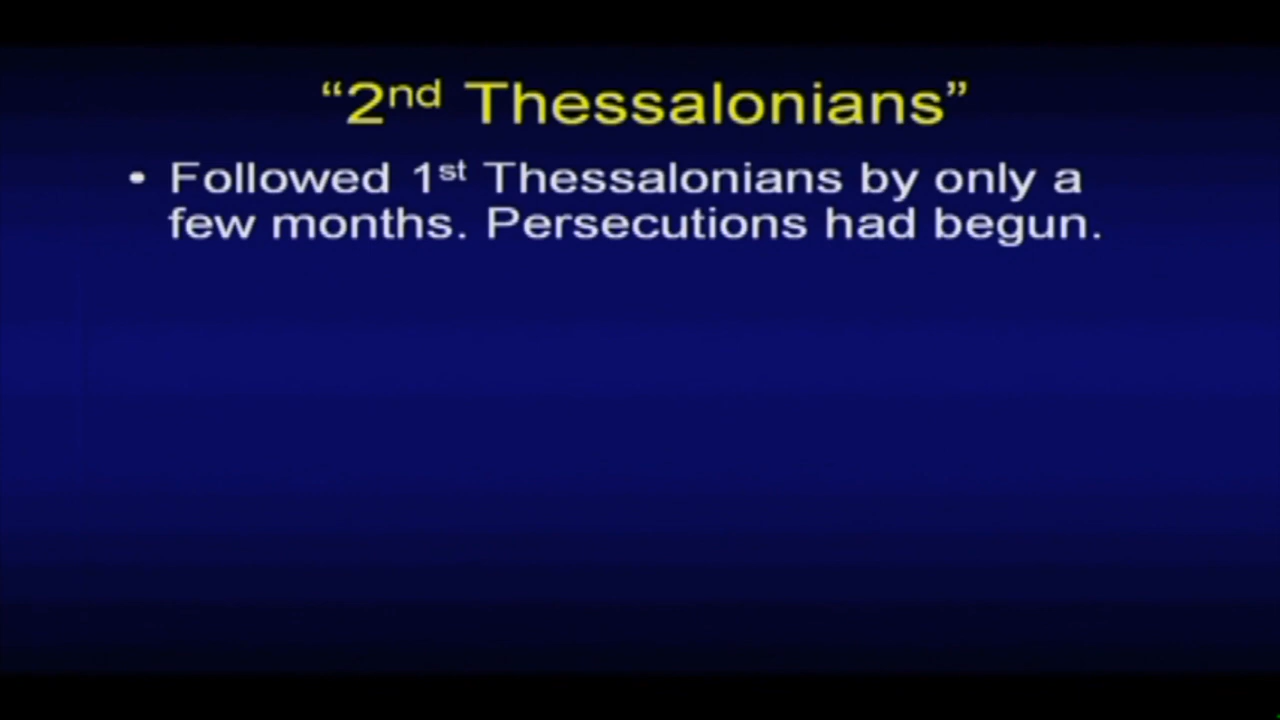 “2nd Thessalonians”
• Followed 1st Thessalonians by only a
few months. Persecutions had begun.